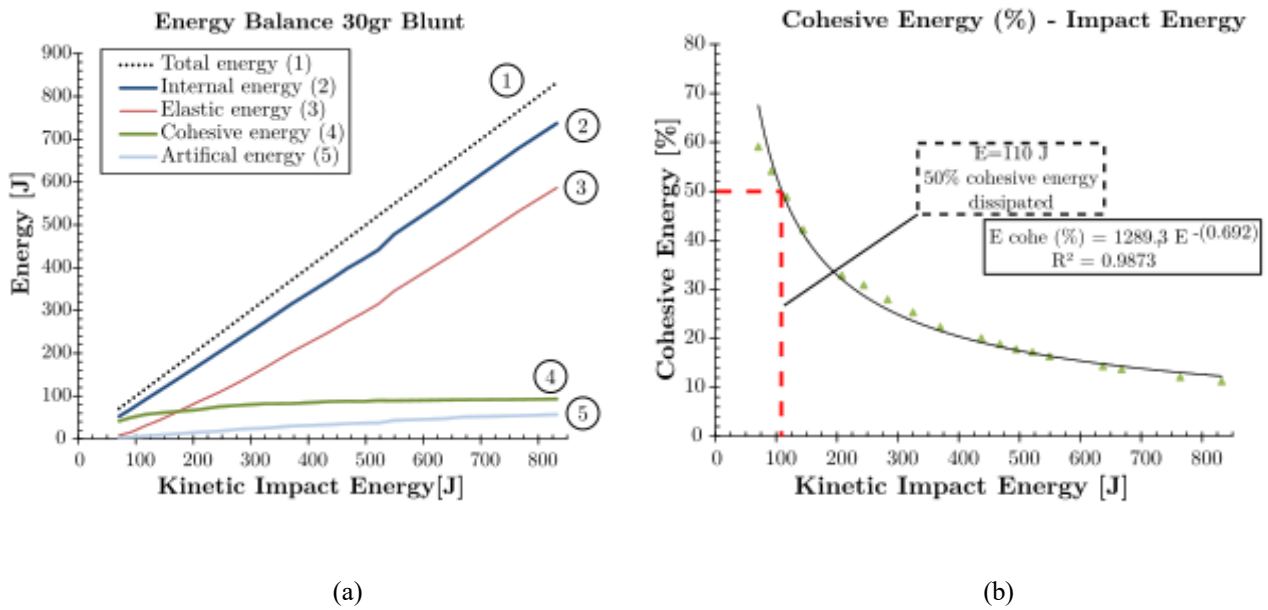 Energy Balance 30gr Blunt
900
800
700
600
500
400
300
200
100
0
Energy [J]
Total energy (1)
Internal energy (2)
Elastic energy (3)
Cohesive energy (4)
Artifical energy (5)
1
2
3
4
5
0 100 200 300 400 500 600 700 800
Kinetic Impact Energy[J]
(a)
Cohesive Energy (%) - Impact Energy
80
70
60
50
40
30
20
10
0
Cohesive Energy [%]
E=110 J
50% cohesive energy
dissipated
E cohe (%) = 1289,3 E -(0.692)
R² = 0.9873
0 100 200 300 400 500 600 700 800
Kinetic Impact Energy [J]
(b)